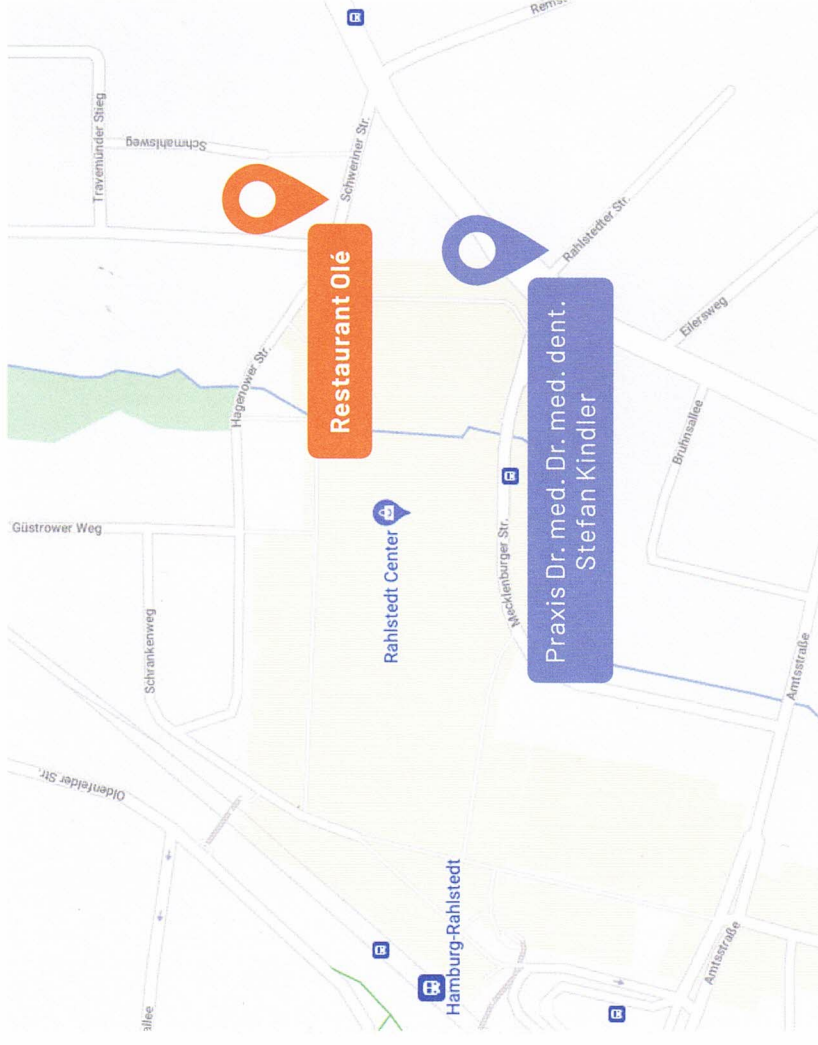 Restaurant Olé
Praxis Dr. med. Dr. med. dent.
Stefan Kindler
Rahlstedt Center
Hamburg-Rahlstedt
Oldenfelder Str.
Schrankenweg
Güstrower Weg
Hagenower Str.
Travemünder Stieg
Schmahlsweg
Schweriner Str.
Mecklenburger Str.
Rahlstedter Str.
Eilersweg
Bruhnsallee
Amtsstraße
Amtsstraße
Rems
allee